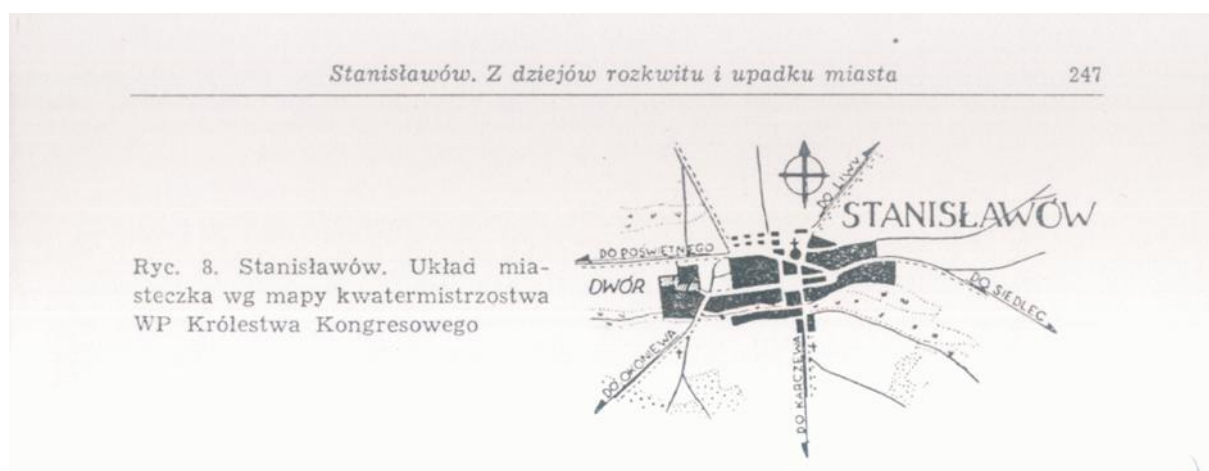 Stanisławów. Z dziejów rozkwitu i upadku miasta 247
Ryc. 8. Stanisławów. Układ mia-
steczka wg mapy kwatermistrzostwa
WP Królestwa Kongresowego
DO LIWU
STANISŁAWÓW
DO POŚWIĘTNEGO
DWÓR
DO SIEDLEC
DO OKONIEWA
DO KARCZEWA